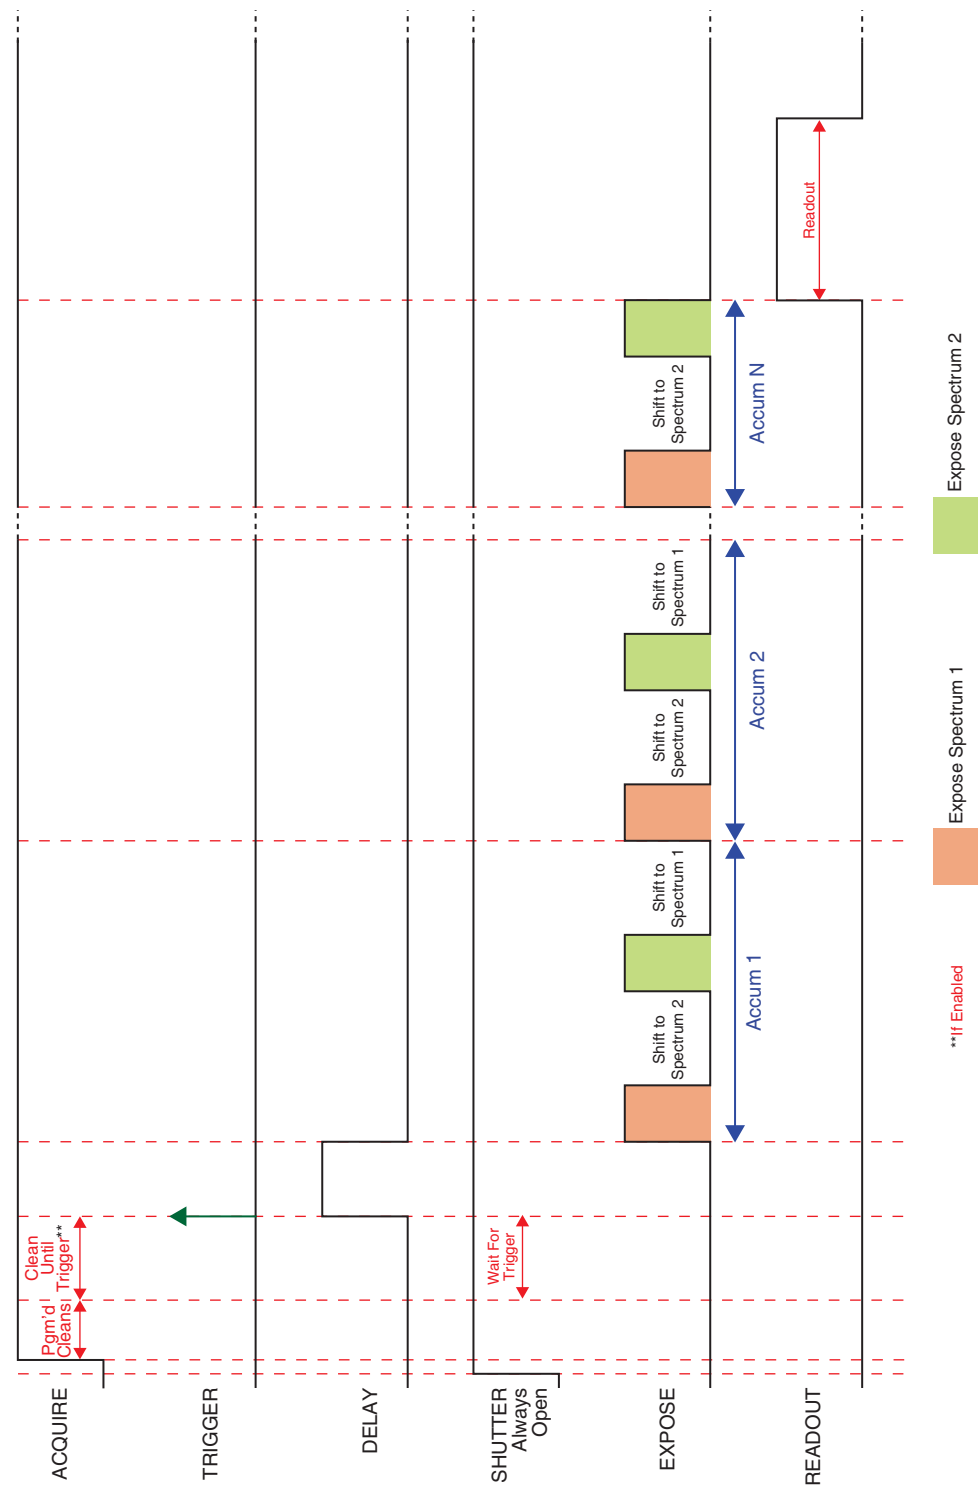 ACQUIRE
Pgm'd
Cleans
Clean
Until
Trigger**
TRIGGER
DELAY
SHUTTER
Always
Open
Wait For
Trigger
EXPOSE
Shift to
Spectrum 2
Shift to
Spectrum 1
Shift to
Spectrum 2
Shift to
Spectrum 1
Shift to
Spectrum 2
Accum 1
Accum 2
Accum N
READOUT
Readout
**If Enabled
Expose Spectrum 1
Expose Spectrum 2